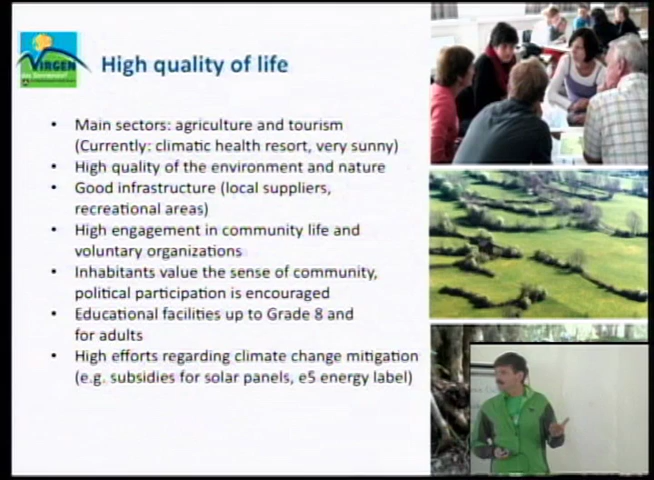 VIRGEN
High quality of life
• Main sectors: agriculture and tourism
(Currently: climatic health resort, very sunny)
• High quality of the environment and nature
• Good infrastructure (local suppliers,
recreational areas)
• High engagement in community life and
voluntary organizations
• Inhabitants value the sense of community,
political participation is encouraged
• Educational facilities up to Grade 8 and
for adults
• High efforts regarding climate change mitigation
(e.g. subsidies for solar panels, e5 energy label)